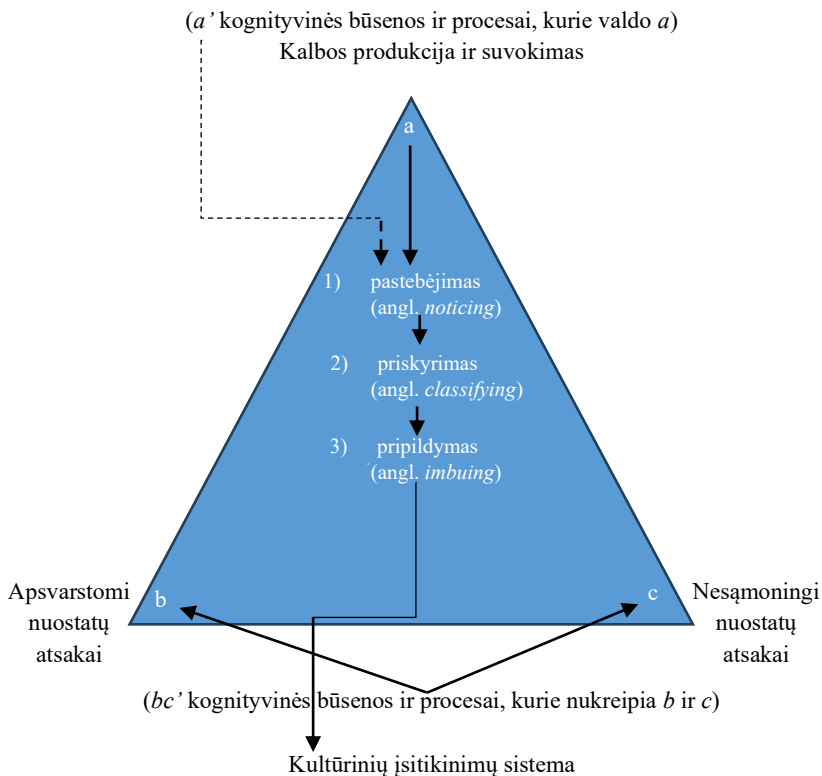 (a’ kognityvinės būsenos ir procesai, kurie valdo a)
Kalbos produkcija ir suvokimas
a
1) pastebėjimas
(angl. noticing)
2) priskyrimas
(angl. classifying)
3) pripildymas
(angl. imbuing)
Apsvarstomi
nuostatų
atsakai
b
c
Nesąmoningi
nuostatų
atsakai
(bc’ kognityvinės būsenos ir procesai, kurie nukreipia b ir c)
Kultūrinių įsitikinimų sistema